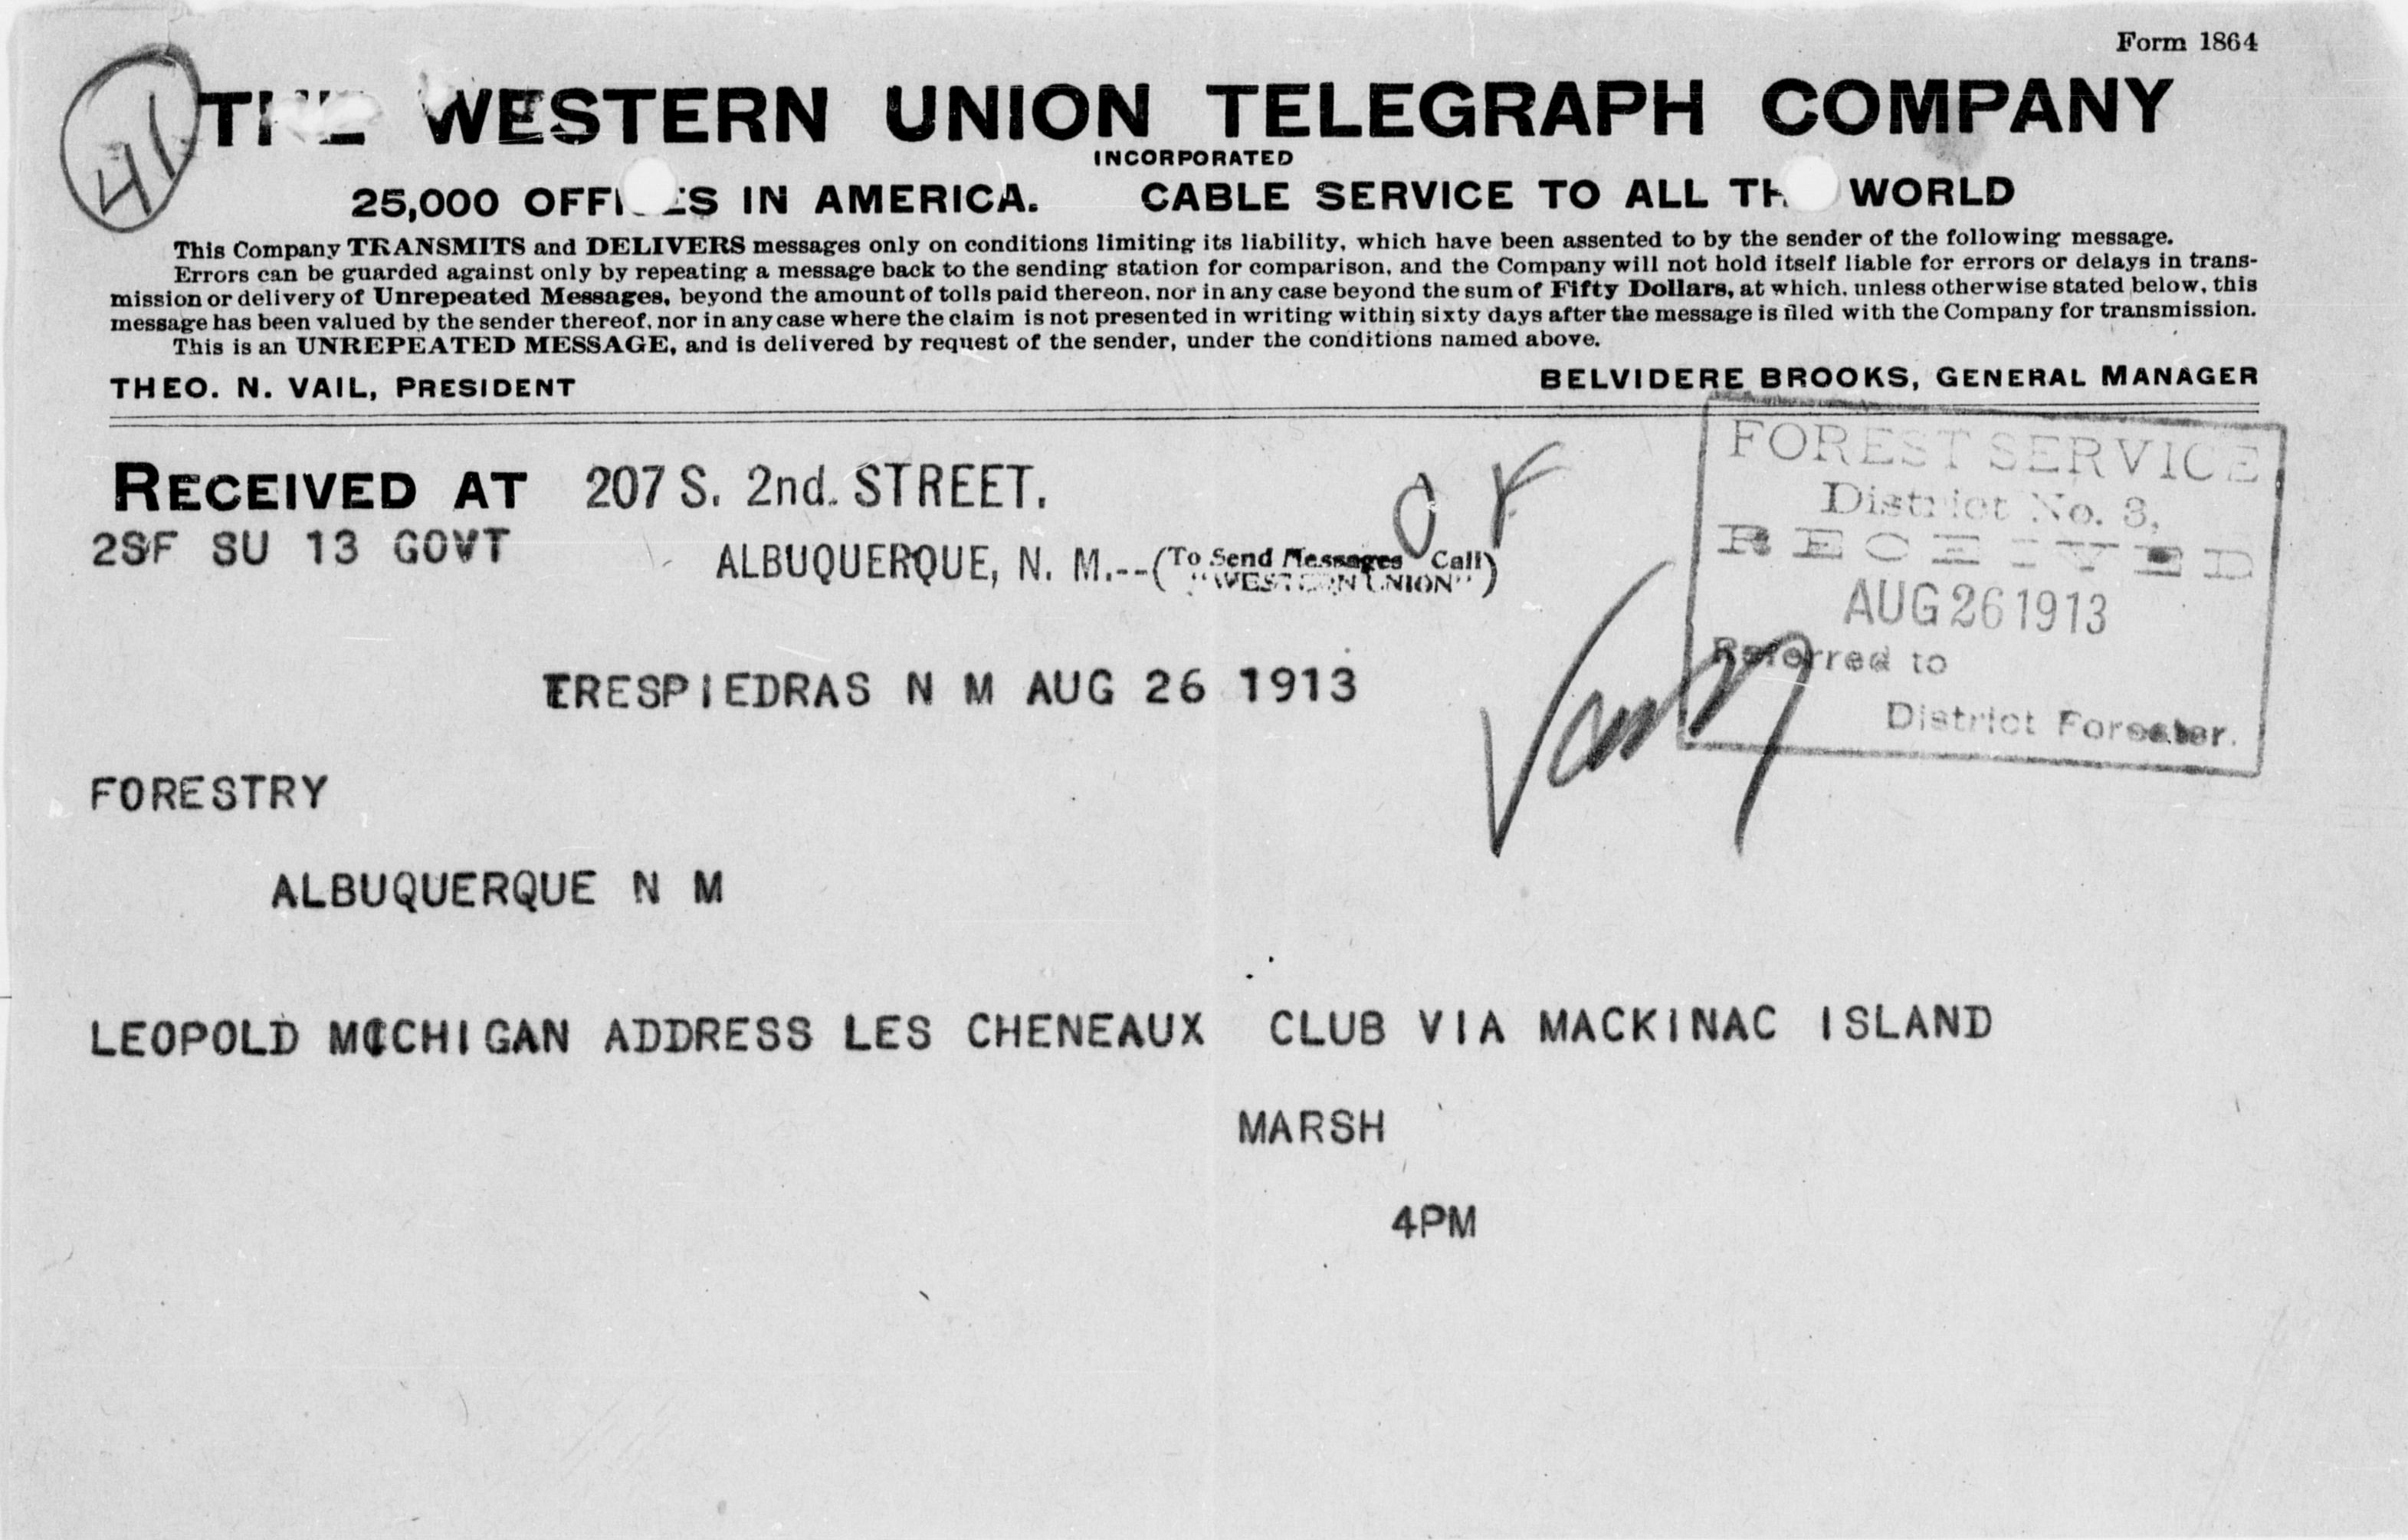 Form 1864
41
THE WESTERN UNION TELEGRAPH COMPANY
INCORPORATED
25,000 OFFICES IN AMERICA. CABLE SERVICE TO ALL THE WORLD
This Company TRANSMITS and DELIVERS messages only on conditions limiting its liability, which have been assented to by the sender of the following message.
Errors can be guarded against only by repeating a message back to the sending station for comparison, and the Company will not hold itself liable for errors or delays in trans-
mission or delivery of Unrepeated Messages, beyond the amount of tolls paid thereon, nor in any case beyond the sum of Fifty Dollars, at which, unless otherwise stated below, this
message has been valued by the sender thereof, nor in any case where the claim is not presented in writing within sixty days after the message is filed with the Company for transmission.
This is an UNREPEATED MESSAGE, and is delivered by request of the sender, under the conditions named above.
THEO. N. VAIL, PRESIDENT BELVIDERE BROOKS, GENERAL MANAGER
RECEIVED AT 207 S. 2nd. STREET.
2SF SU 13 GOVT
ALBUQUERQUE, N. M.--(To Send Messages Call
"WESTERN UNION")
FOREST SERVICE
District No. 3,
RECEIVED
AUG 26 1913
Referred to
District Forester.
TRESPIEDRAS N M AUG 26 1913
FORESTRY
ALBUQUERQUE N M
LEOPOLD MICHIGAN ADDRESS LES CHENEAUX CLUB VIA MACKINAC ISLAND
MARSH
4PM